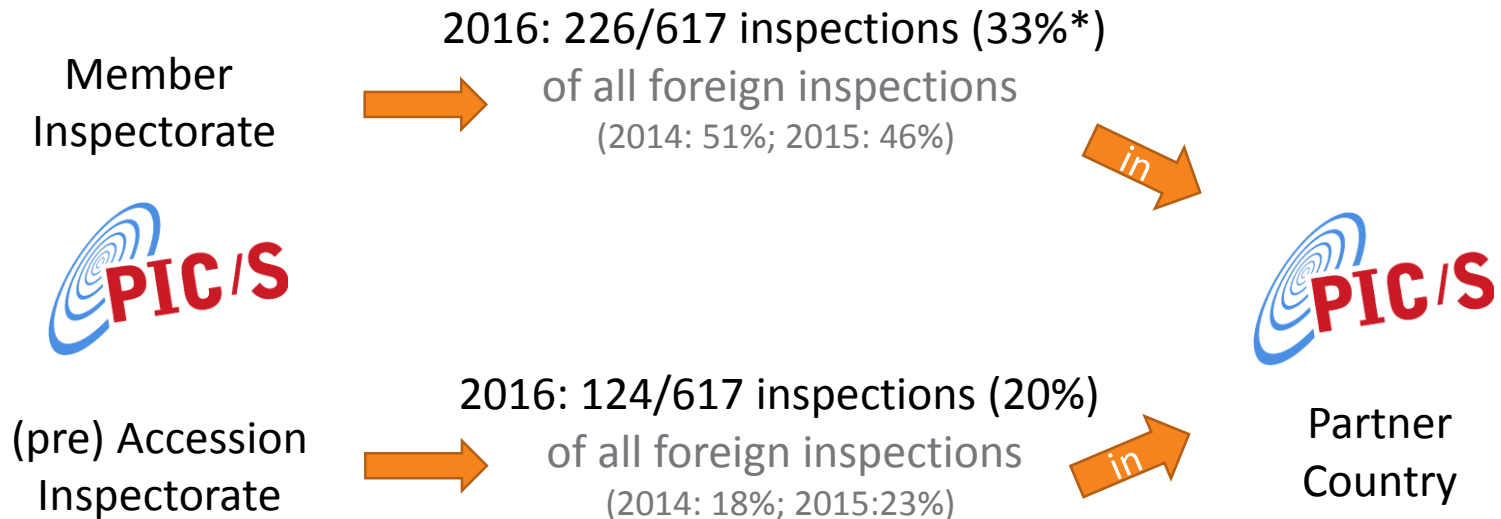 Member
Inspectorate
2016: 226/617 inspections (33%*)
of all foreign inspections
(2014: 51%; 2015: 46%)
in
PIC/S
PIC/S
(pre) Accession
Inspectorate
2016: 124/617 inspections (20%)
of all foreign inspections
(2014: 18%; 2015:23%)
in
Partner
Country